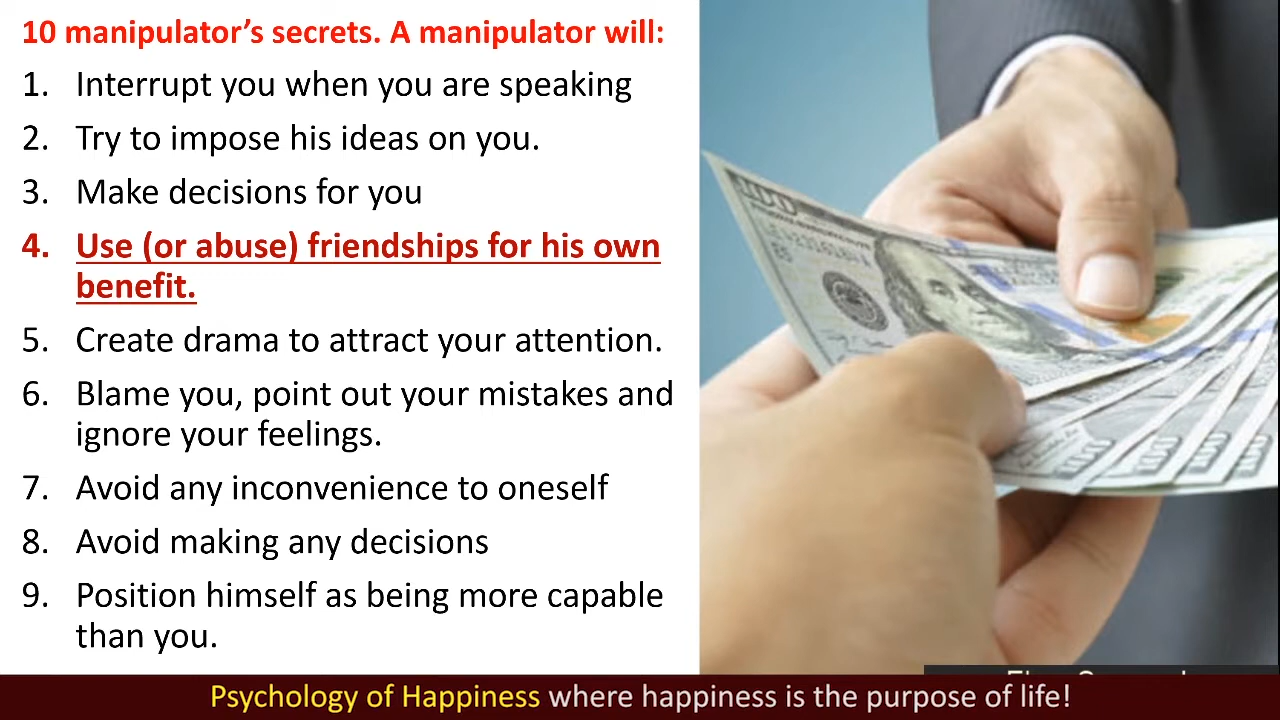 10 manipulator’s secrets. A manipulator will:
1. Interrupt you when you are speaking
2. Try to impose his ideas on you.
3. Make decisions for you
4. Use (or abuse) friendships for his own
benefit.
5. Create drama to attract your attention.
6. Blame you, point out your mistakes and
ignore your feelings.
7. Avoid any inconvenience to oneself
8. Avoid making any decisions
9. Position himself as being more capable
than you.
100
100 100 100
Psychology of Happiness where happiness is the purpose of life!